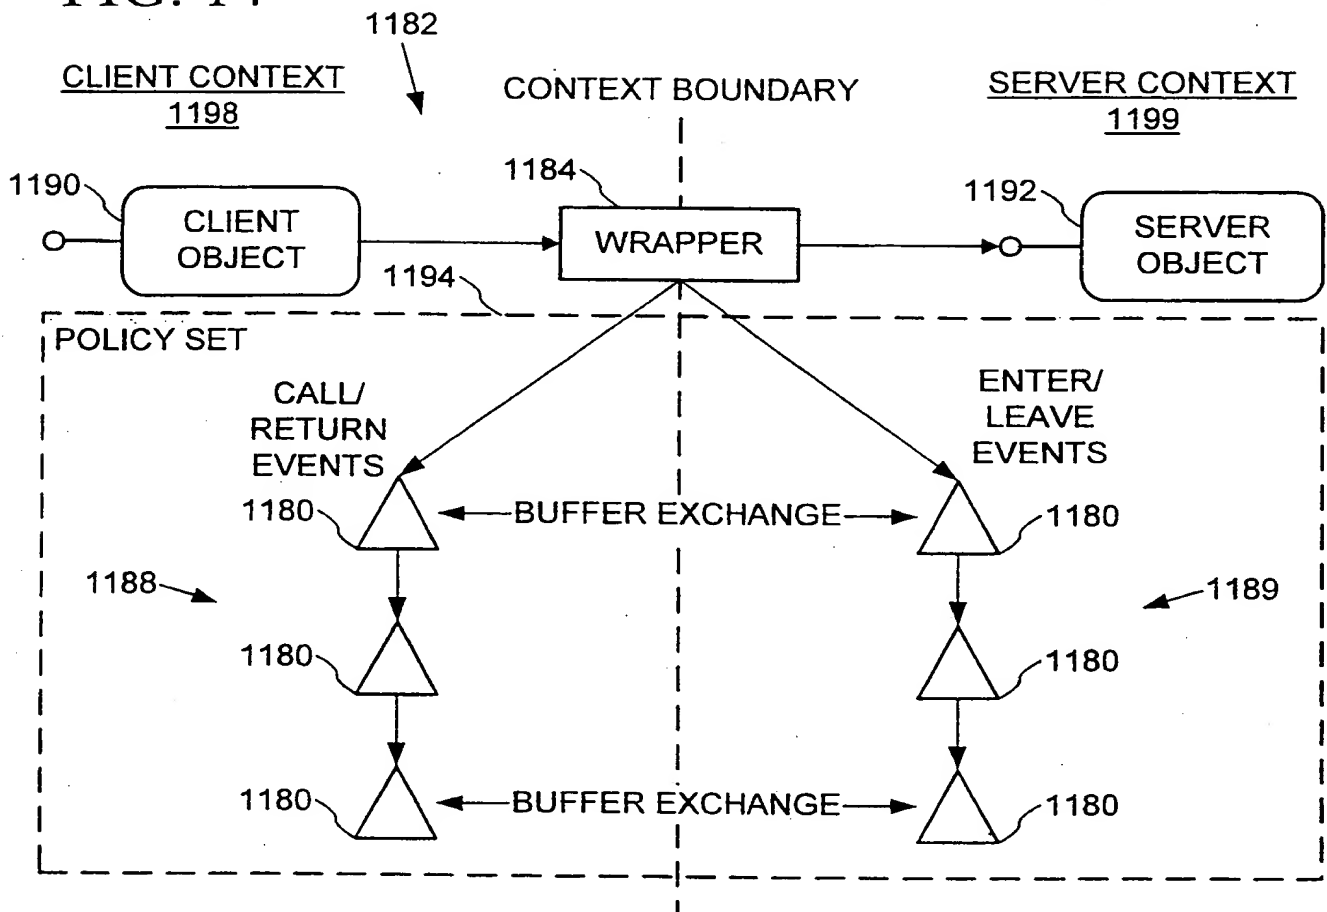 1182
CLIENT CONTEXT
1198
CONTEXT BOUNDARY
SERVER CONTEXT
1199
1190
CLIENT
OBJECT
1184
WRAPPER
1192
SERVER
OBJECT
1194
POLICY SET
CALL/
RETURN
EVENTS
ENTER/
LEAVE
EVENTS
1180
BUFFER EXCHANGE
1180
1188
1189
1180
1180
1180
BUFFER EXCHANGE
1180